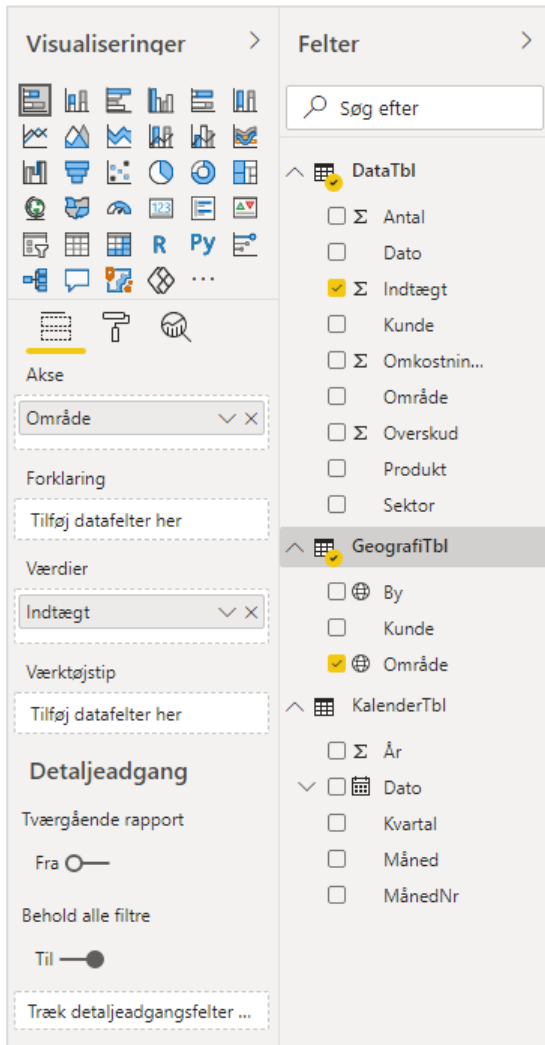 Visualiseringer
123
R
Py
Akse
Område
Forklaring
Tilføj datafelter her
Værdier
Indtægt
Værktøjstip
Tilføj datafelter her
Detaljeadgang
Tværgående rapport
Fra
Behold alle filtre
Til
Træk detaljeadgangsfelter ...
Felter
Søg efter
DataTbl
Σ Antal
Dato
Σ Indtægt
Kunde
Σ Omkostnin...
Område
Σ Overskud
Produkt
Sektor
GeografiTbl
By
Kunde
Område
KalenderTbl
Σ År
Dato
Kvartal
Måned
MånedNr